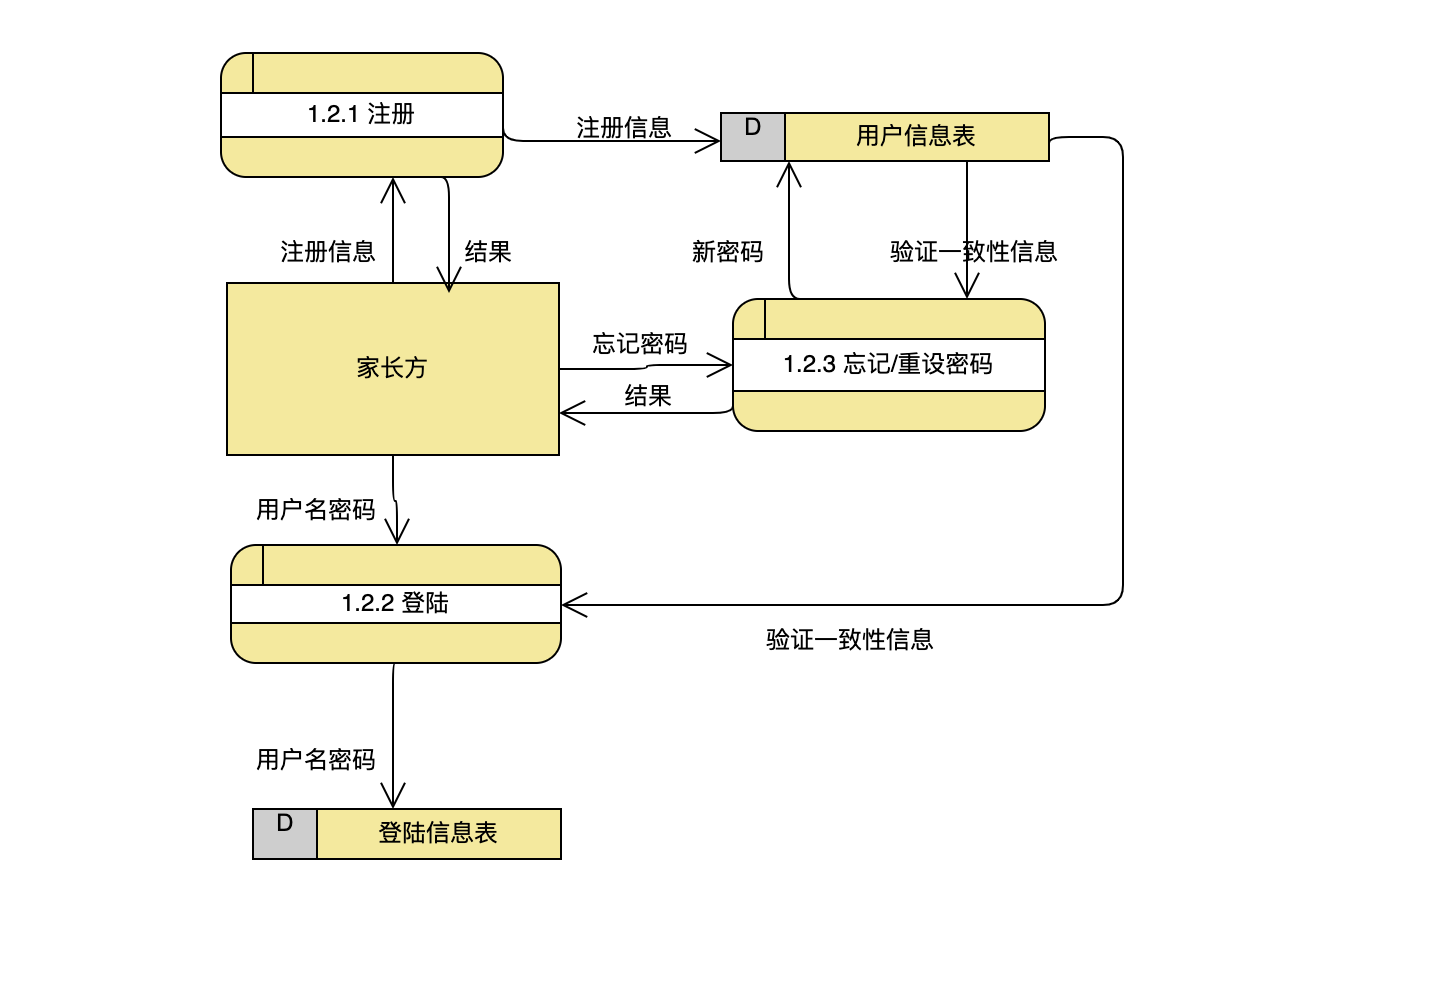 1.2.1 注册
注册信息
D
用户信息表
注册信息
结果
新密码
验证一致性信息
家长方
忘记密码
结果
1.2.3 忘记/重设密码
用户名密码
1.2.2 登陆
验证一致性信息
用户名密码
D
登陆信息表